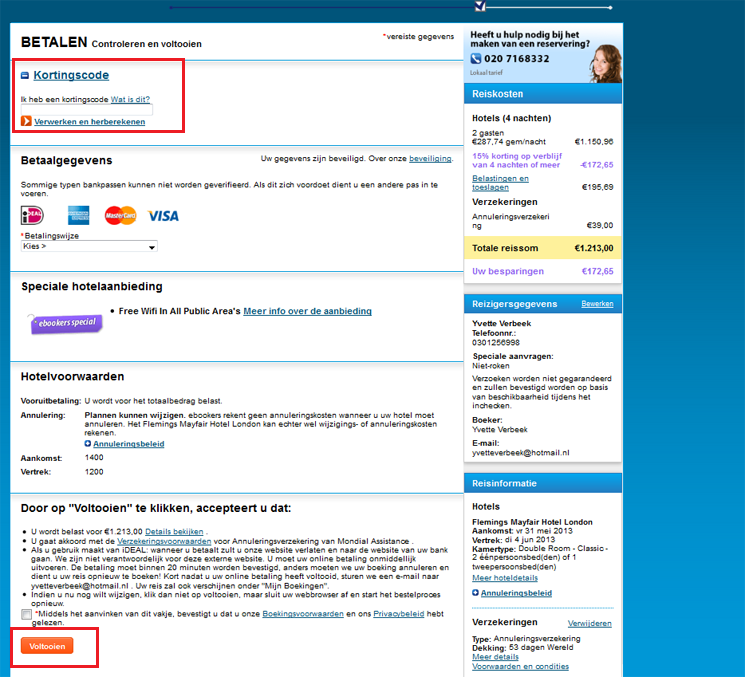 BETALEN Controleren en voltooien
*vereiste gegevens
Kortingscode
Ik heb een kortingscode Wat is dit?
Verwerken en herberekenen
Betaalgegevens
Uw gegevens zijn beveiligd. Over onze beveiliging.
Sommige typen bankpassen kunnen niet worden geverifieerd. Als dit zich voordoet dient u een andere pas in te
voeren.
iDEAL
AMERICAN EXPRESS
MasterCard
VISA
*Betalingswijze
Kies >
Speciale hotelaanbieding
ebookers special
• Free Wifi In All Public Area's Meer info over de aanbieding
Hotelvoorwaarden
Vooruitbetaling: U wordt voor het totaalbedrag belast.
Annulering: Plannen kunnen wijzigen. ebookers rekent geen annuleringskosten wanneer u uw hotel moet
annuleren. Het Flemings Mayfair Hotel London kan echter wel wijzigings- of annuleringskosten
rekenen.
Annuleringsbeleid
Aankomst: 1400
Vertrek: 1200
Door op "Voltooien" te klikken, accepteert u dat:
• U wordt belast voor €1.213,00 Details bekijken .
• U gaat akkoord met de Verzekeringsvoorwaarden voor Annuleringsverzekering van Mondial Assistance .
• Als u gebruik maakt van iDEAL: wanneer u betaalt zult u onze website verlaten en naar de website van uw bank
gaan. We zijn niet verantwoordelijk voor deze externe website. U moet uw online betaling onmiddellijk
uitvoeren. De betaling moet binnen 20 minuten worden bevestigd, anders moeten we uw boeking annuleren en
dient u uw reis opnieuw te boeken! Kort nadat u uw online betaling heeft voltooid, sturen we een e-mail naar
yvetteverbeek@hotmail.nl . Uw reis zal ook verschijnen onder "Mijn Boekingen".
• Indien u nu nog wilt wijzigen, klik dan niet op voltooien, maar sluit uw webbrowser af en start het bestelproces
opnieuw.
*Middels het aanvinken van dit vakje, bevestigt u dat u onze Boekingsvoorwaarden en ons Privacybeleid hebt
gelezen.
Voltooien
Heeft u hulp nodig bij het
maken van een reservering?
020 7168332
Lokaal tarief
Reiskosten
Hotels (4 nachten)
2 gasten
€287,74 gem/nacht €1.150,96
15% korting op verblijf
van 4 nachten of meer -€172,65
Belastingen en
toeslagen €195,69
Verzekeringen
Annuleringsverzekeri
ng €39,00
Totale reissom €1.213,00
Uw besparingen €172,65
Reizigersgegevens Bewerken
Yvette Verbeek
Telefoonnr.:
0301256998
Speciale aanvragen:
Niet-roken
Verzoeken worden niet gegarandeerd
en zullen bevestigd worden op basis
van beschikbaarheid tijdens het
inchecken.
Boeker:
Yvette Verbeek
E-mail:
yvetteverbeek@hotmail.nl
Reisinformatie
Hotels
Flemings Mayfair Hotel London
Aankomst: vr 31 mei 2013
Vertrek: di 4 jun 2013
Kamertype: Double Room - Classic -
2 éénpersoonsbed(den) of 1
tweepersoonsbed(den)
Meer hoteldetails
Annuleringsbeleid
Verzekeringen Verwijderen
Type: Annuleringsverzekering
Dekking: 53 dagen Wereld
Meer details
Voorwaarden en condities